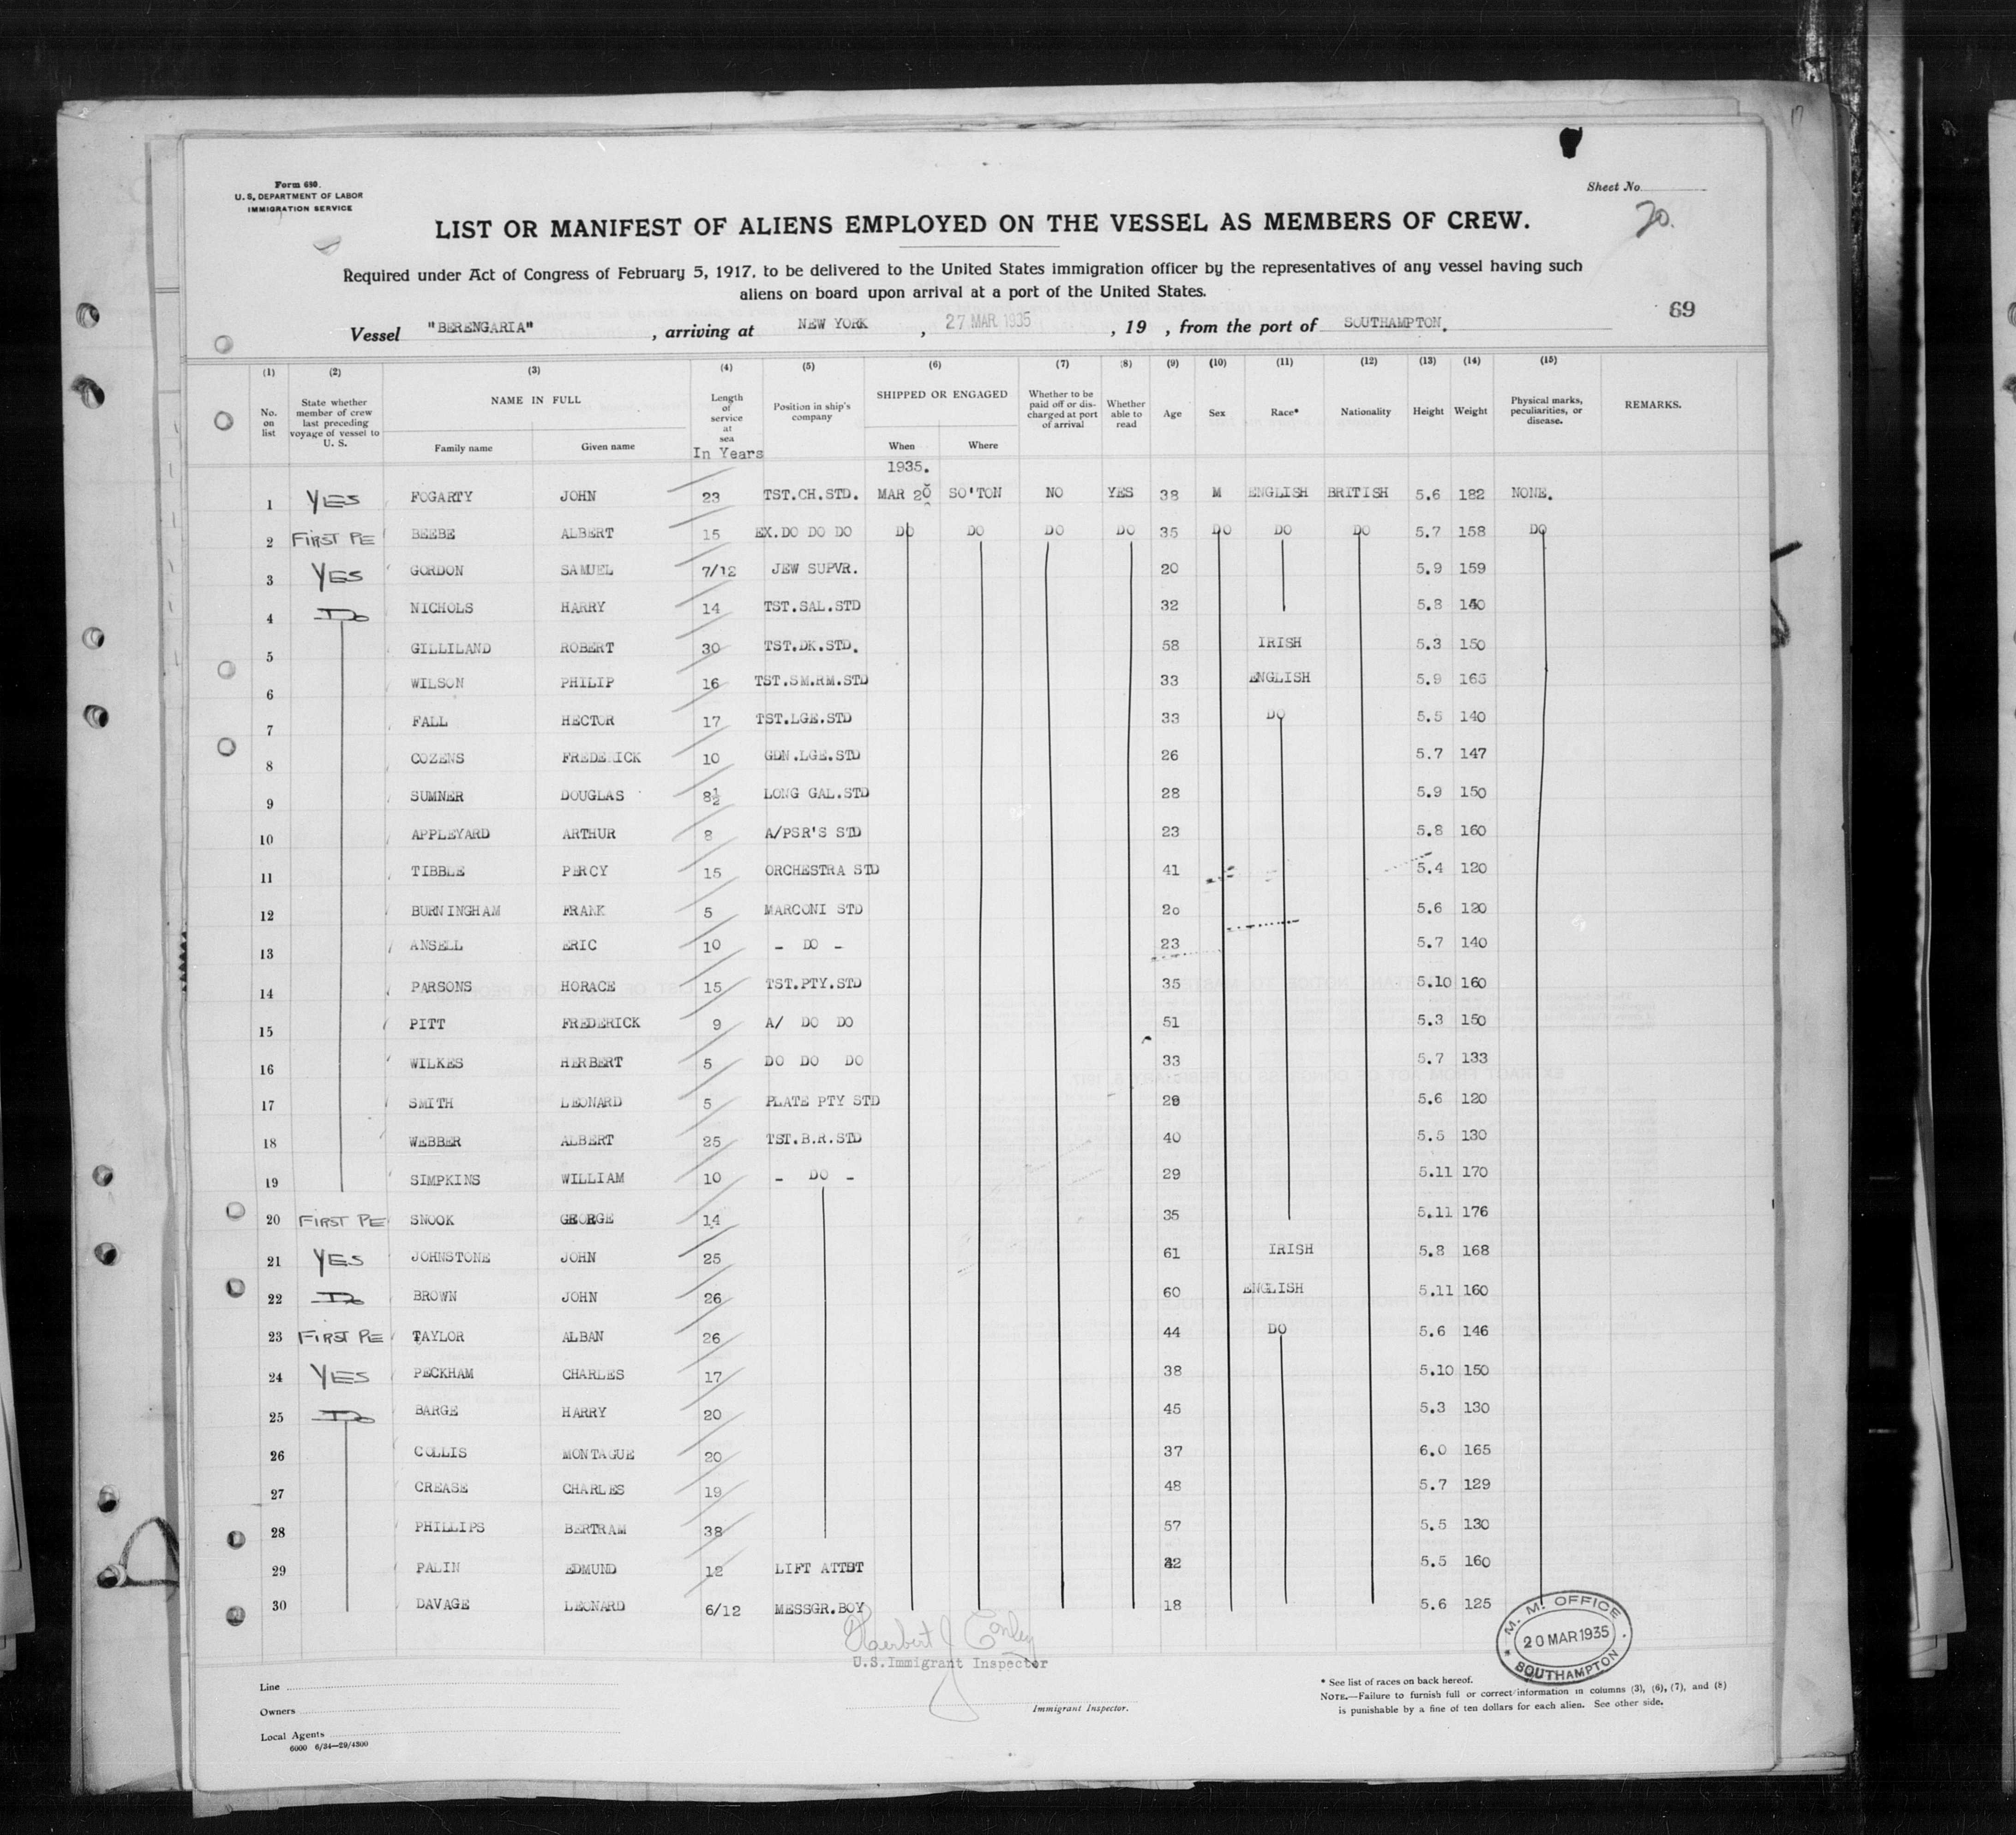 Form 680.
U. S. DEPARTMENT OF LABOR
IMMIGRATION SERVICE
Sheet No.
20.
LIST OR MANIFEST OF ALIENS EMPLOYED ON THE VESSEL AS MEMBERS OF CREW.
Required under Act of Congress of February 5, 1917, to be delivered to the United States immigration officer by the representatives of any vessel having such
aliens on board upon arrival at a port of the United States.
69
Vessel "BERENGARIA" , arriving at NEW YORK , 27 MAR 1935 , 19 , from the port of SOUTHAMPTON.
(1) (2) (3) (4) (5) (6) (7) (8) (9) (10) (11) (12) (13) (14) (15)
No. on list State whether member of crew last preceding voyage of vessel to U. S. NAME IN FULL Family name Given name Length of service at sea In Years Position in ship's company SHIPPED OR ENGAGED When Where Whether to be paid off or discharged at port of arrival Whether able to read Age Sex Race* Nationality Height Weight Physical marks, peculiarities, or disease. REMARKS.
1935.
1 YES FOGARTY JOHN 23 TST.CH.STD. MAR 20 SO'TON NO YES 38 M ENGLISH BRITISH 5.6 182 NONE.
2 FIRST PE BEEBE ALBERT 15 EX.DO DO DO DO DO DO DO 35 DO DO DO 5.7 158 DO
3 YES GORDON SAMUEL 7/12 JEW SUPVR. 20 5.9 159
4 Do NICHOLS HARRY 14 TST.SAL.STD 32 5.8 140
5 GILLILAND ROBERT 30 TST.DK.STD. 58 IRISH 5.3 150
6 WILSON PHILIP 16 TST.SM.RM.STD 33 ENGLISH 5.9 165
7 FALL HECTOR 17 TST.LGE.STD 33 DO 5.5 140
8 COZENS FREDERICK 10 GDN.LGE.STD 26 5.7 147
9 SUMNER DOUGLAS 8½ LONG GAL.STD 28 5.9 150
10 APPLEYARD ARTHUR 8 A/PSR'S STD 23 5.8 160
11 TIBBLE PERCY 15 ORCHESTRA STD 41 5.4 120
12 BURNINGHAM FRANK 5 MARCONI STD 20 5.6 120
13 ANSELL ERIC 10 - DO - 23 5.7 140
14 PARSONS HORACE 15 TST.PTY.STD 35 5.10 160
15 PITT FREDERICK 9 A/ DO DO 51 5.3 150
16 WILKES HERBERT 5 DO DO DO 33 5.7 133
17 SMITH LEONARD 5 PLATE PTY STD 5.6 120
18 WEBBER ALBERT 25 TST.B.R.STD 40 5.5 130
19 SIMPKINS WILLIAM 10 - DO - 29 5.11 170
20 FIRST PE SNOOK GEORGE 14 35 5.11 176
21 YES JOHNSTONE JOHN 25 61 IRISH 5.8 168
22 Do BROWN JOHN 26 60 ENGLISH 5.11 160
23 FIRST PE TAYLOR ALBAN 26 44 DO 5.6 146
24 YES PECKHAM CHARLES 17 38 5.10 150
25 Do BARGE HARRY 20 45 5.3 130
26 COLLIS MONTAGUE 20 37 6.0 165
27 CREASE CHARLES 19 48 5.7 129
28 PHILLIPS BERTRAM 38 57 5.5 130
29 PALIN EDMUND 12 LIFT ATTDT 5.5 160
30 DAVAGE LEONARD 6/12 MESSGR.BOY 18 5.6 125
Herbert J Conley
U.S.Immigrant Inspector
Immigrant Inspector.
M. M. OFFICE
20 MAR 1935
SOUTHAMPTON
Line
Owners
Local Agents
6000 6/34—29/4300
* See list of races on back hereof.
NOTE.—Failure to furnish full or correct information in columns (3), (6), (7), and (8)
is punishable by a fine of ten dollars for each alien. See other side.